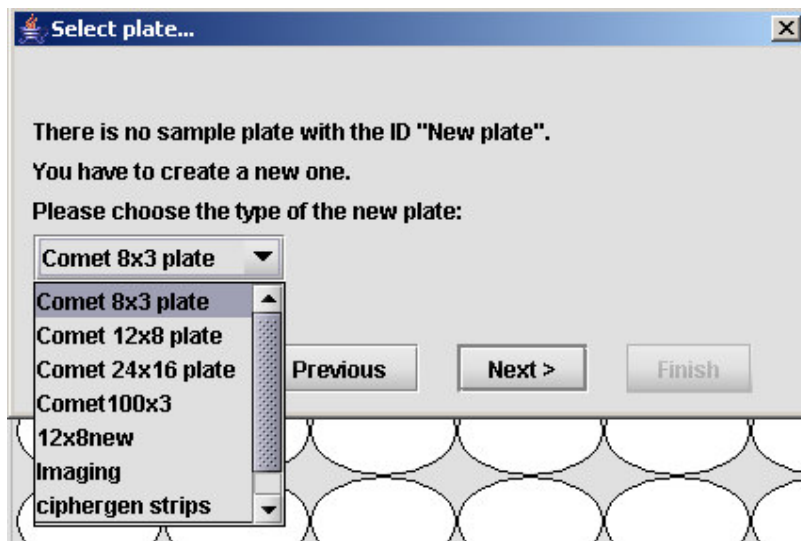 Select plate...
There is no sample plate with the ID "New plate".
You have to create a new one.
Please choose the type of the new plate:
Comet 8x3 plate
Comet 8x3 plate
Comet 12x8 plate
Comet 24x16 plate
Comet100x3
12x8new
Imaging
ciphergen strips
Previous
Next >
Finish